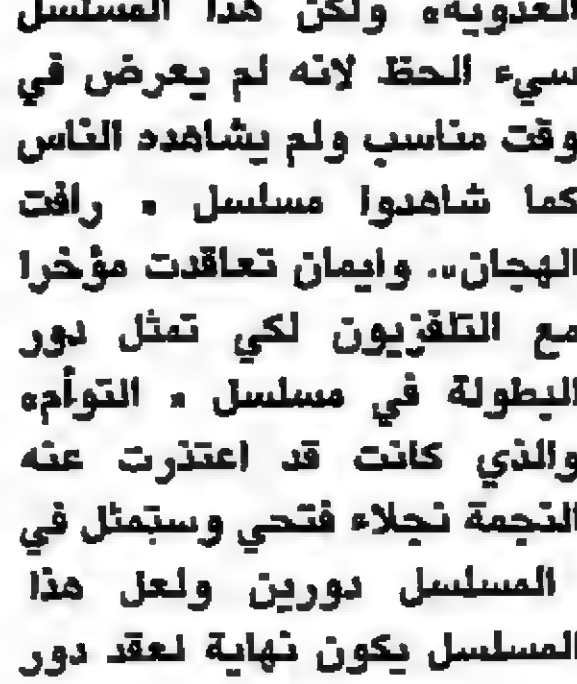 العدويه» ولكن هذا المسلسل
سيء الحظ لانه لم يعرض في
وقت مناسب ولم يشاهده الناس
كما شاهدوا مسلسل « رافت
الهجان».. وايمان تعاقدت مؤخرا
مع التلفزيون لكي تمثل دور
البطولة في مسلسل « التوأم»
والذي كانت قد اعتذرت عنه
النجمة نجلاء فتحي وستمثل في
المسلسل دورين ولعل هذا
المسلسل يكون نهاية لعقد دور